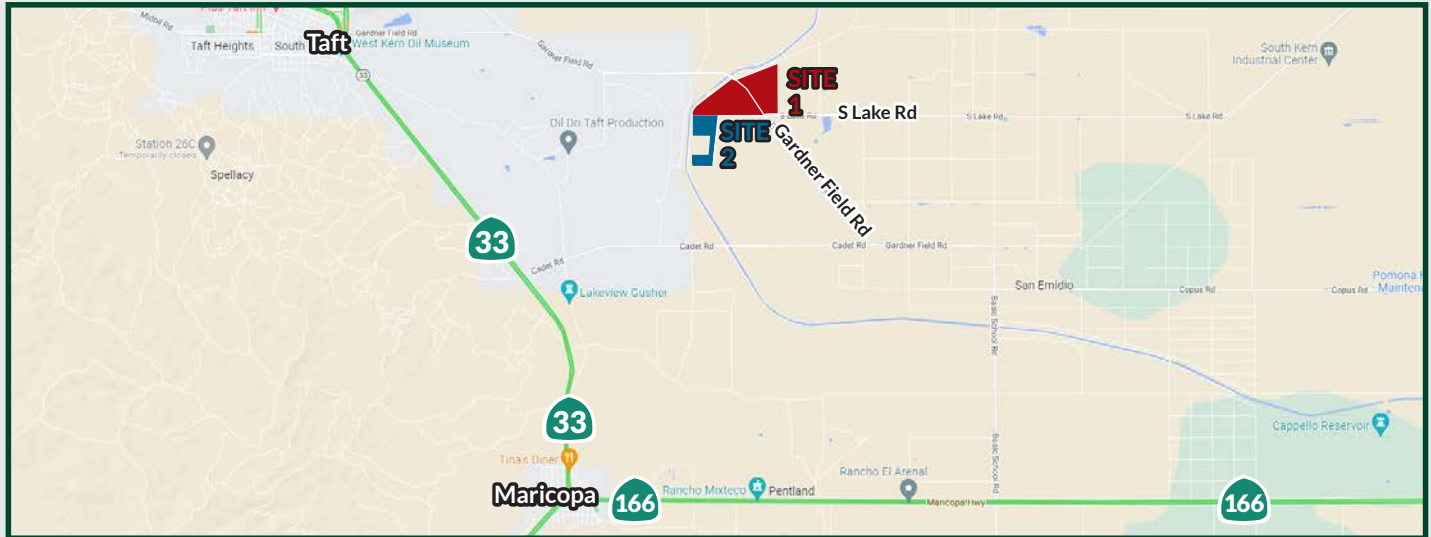 Midoil Rd
Gardner Field Rd
Taft Heights
South
Taft
West Kern Oil Museum
33
Gardner Field Rd
South Kern
Industrial Center
SITE
1
S Lake Rd
S Lake Rd
S Lake Rd
Oil Dri Taft Production
SITE
2
Gardner Field Rd
Station 26C
Temporarily closed
Spellacy
33
Cadet Rd
Cadet Rd
Gardner Field Rd
Cadet Rd
Lakeview Gusher
San Emidio
Copus Rd
Copus Rd
Pomona
Basic School Rd
33
Cappello Reservoir
Tina's Diner
Basic School Rd
Rancho El Arenal
Maricopa
166
Rancho Mixteco
Pentland
Maricopa Hwy
166